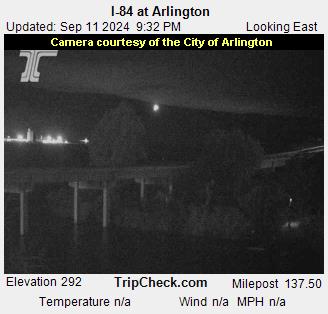 I-84 at Arlington
Updated: Sep 11 2024 9:32 PM Looking East
Camera courtesy of the City of Arlington
Elevation 292 TripCheck.com Milepost 137.50
Temperature n/a Wind n/a MPH n/a